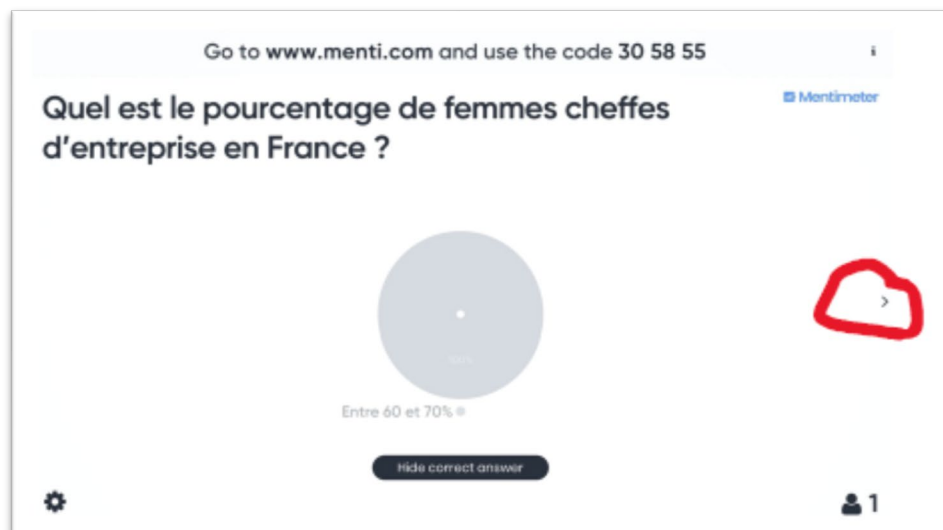 Go to www.menti.com and use the code 30 58 55
i
Mentimeter
Quel est le pourcentage de femmes cheffes
d'entreprise en France ?
Entre 60 et 70%
Hide correct answer
1